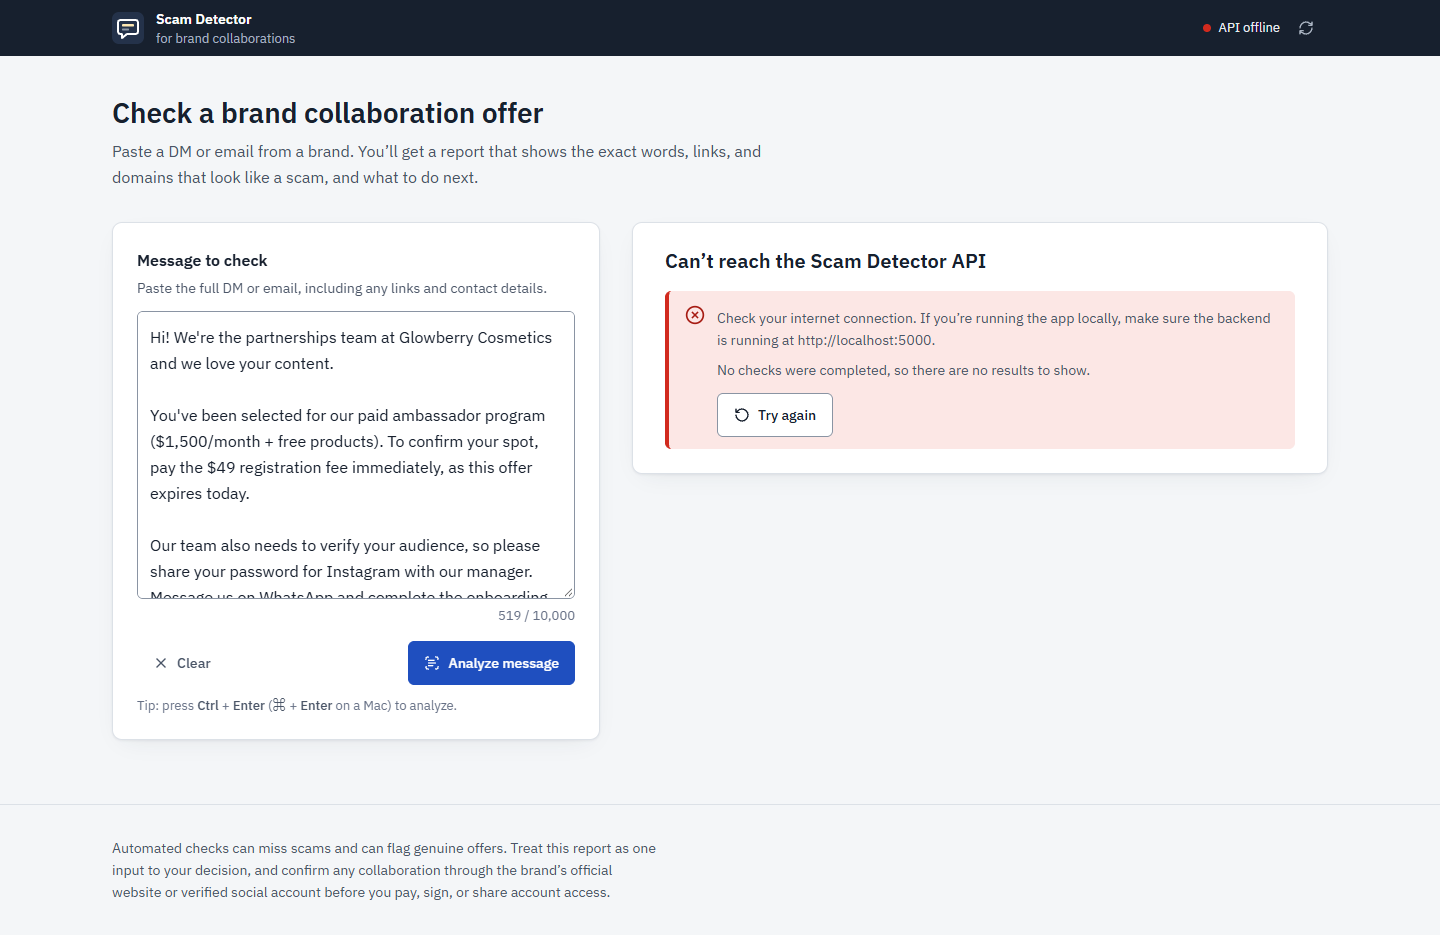 Scam Detector
for brand collaborations
API offline
Check a brand collaboration offer
Paste a DM or email from a brand. You’ll get a report that shows the exact words, links, and
domains that look like a scam, and what to do next.
Message to check
Paste the full DM or email, including any links and contact details.
Hi! We're the partnerships team at Glowberry Cosmetics
and we love your content.
You've been selected for our paid ambassador program
($1,500/month + free products). To confirm your spot,
pay the $49 registration fee immediately, as this offer
expires today.
Our team also needs to verify your audience, so please
share your password for Instagram with our manager.
Message us on WhatsApp and complete the onboarding
519 / 10,000
Clear
Analyze message
Tip: press Ctrl + Enter (⌘ + Enter on a Mac) to analyze.
Can’t reach the Scam Detector API
Check your internet connection. If you’re running the app locally, make sure the backend
is running at http://localhost:5000.
No checks were completed, so there are no results to show.
Try again
Automated checks can miss scams and can flag genuine offers. Treat this report as one
input to your decision, and confirm any collaboration through the brand’s official
website or verified social account before you pay, sign, or share account access.